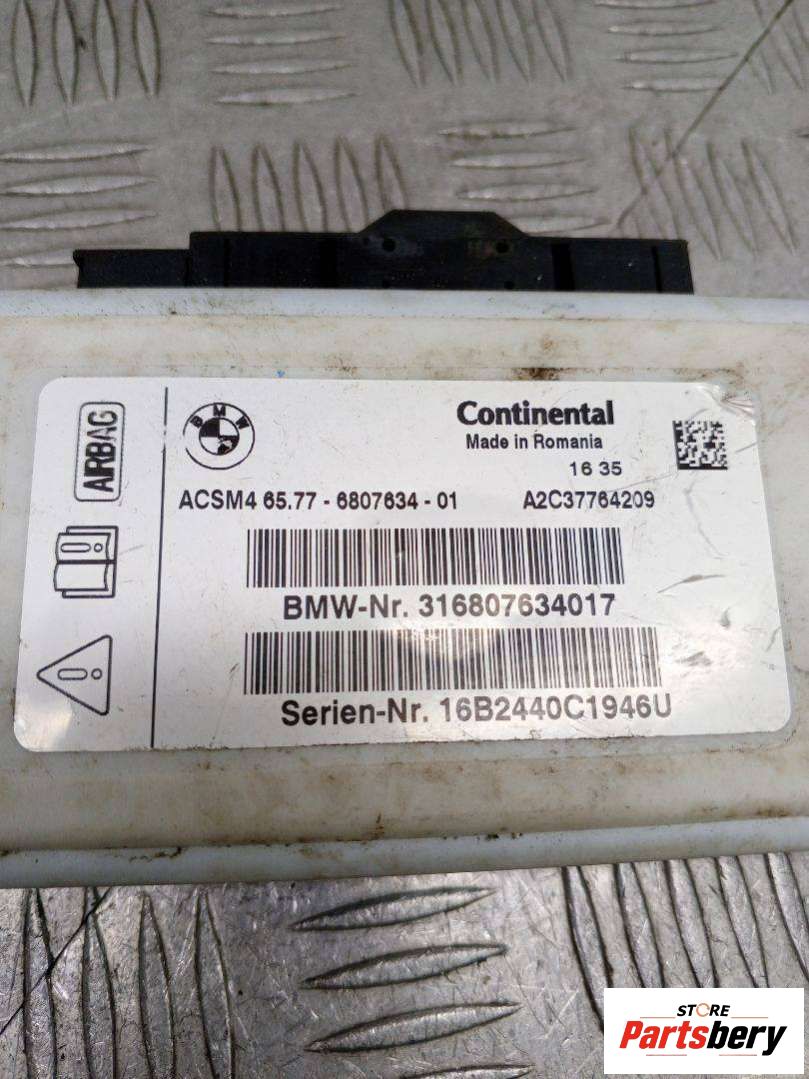 AIRBAG
BMW
Continental
Made in Romania
16 35
ACSM4 65.77 - 6807634 - 01 A2C37764209
BMW-Nr. 316807634017
Serien-Nr. 16B2440C1946U
STORE
Partsbery